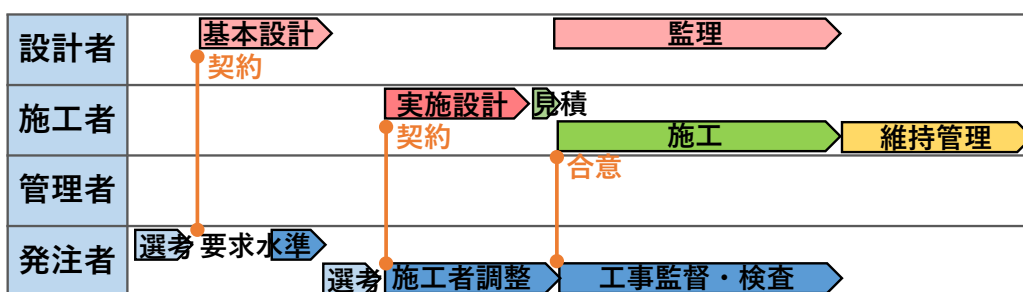 設計者
基本設計
監理
契約
施工者
実施設計
見積
契約
施工
維持管理
合意
管理者
発注者
選考
要求水準
選考
施工者調整
工事監督・検査